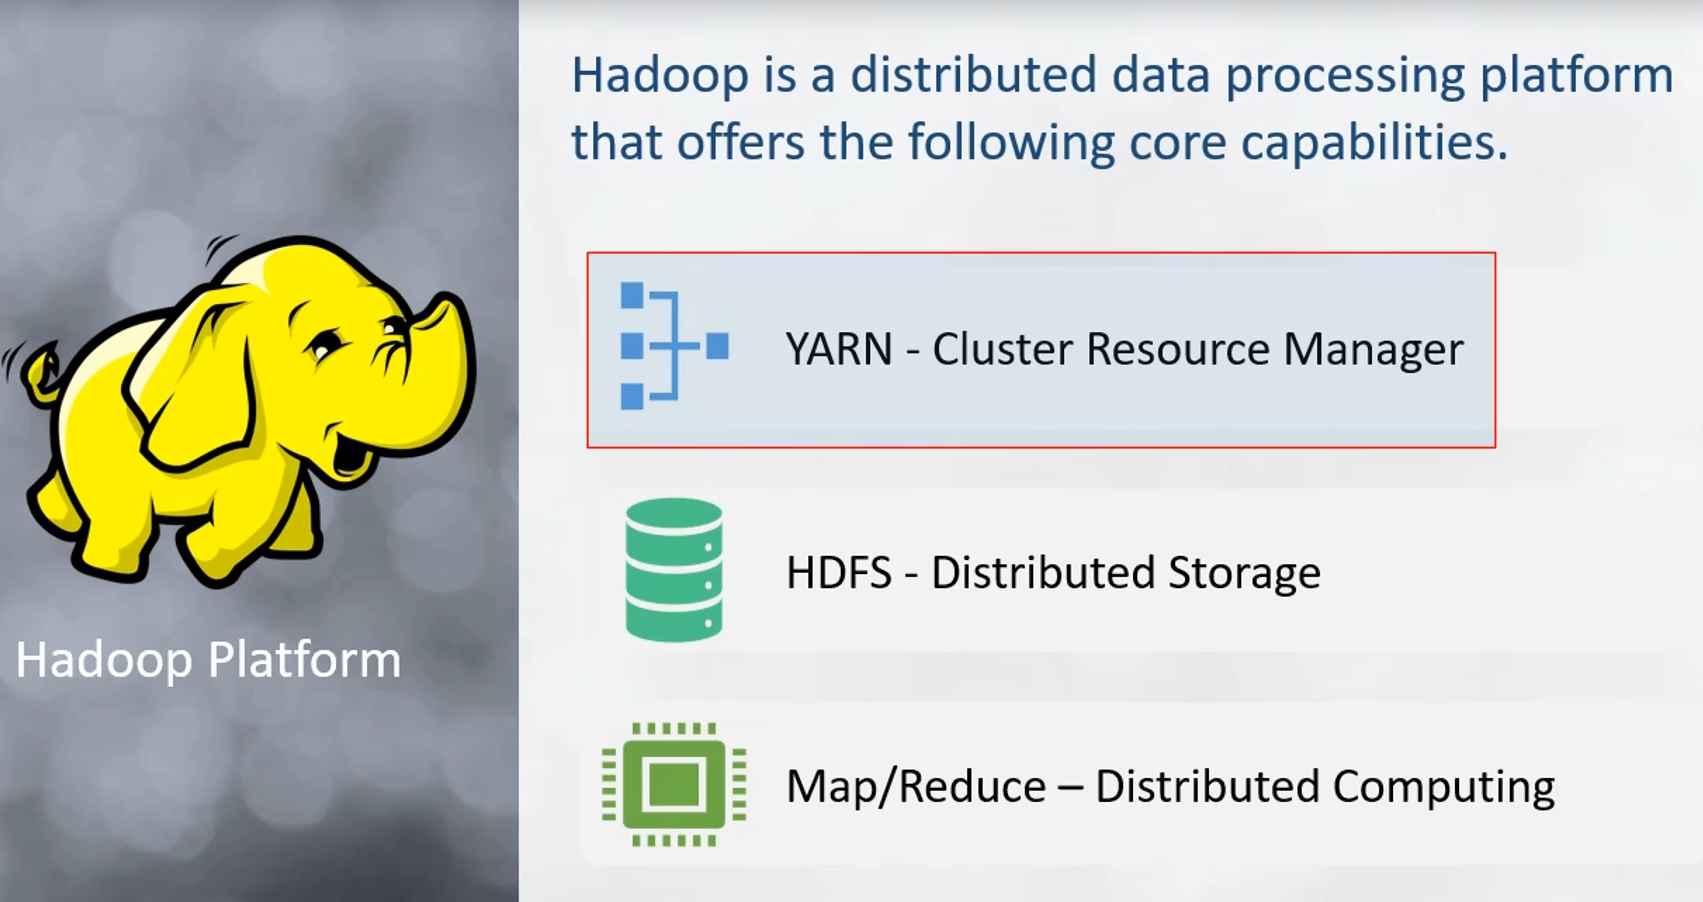 Hadoop is a distributed data processing platform
that offers the following core capabilities.
YARN - Cluster Resource Manager
HDFS - Distributed Storage
Map/Reduce – Distributed Computing
Hadoop Platform